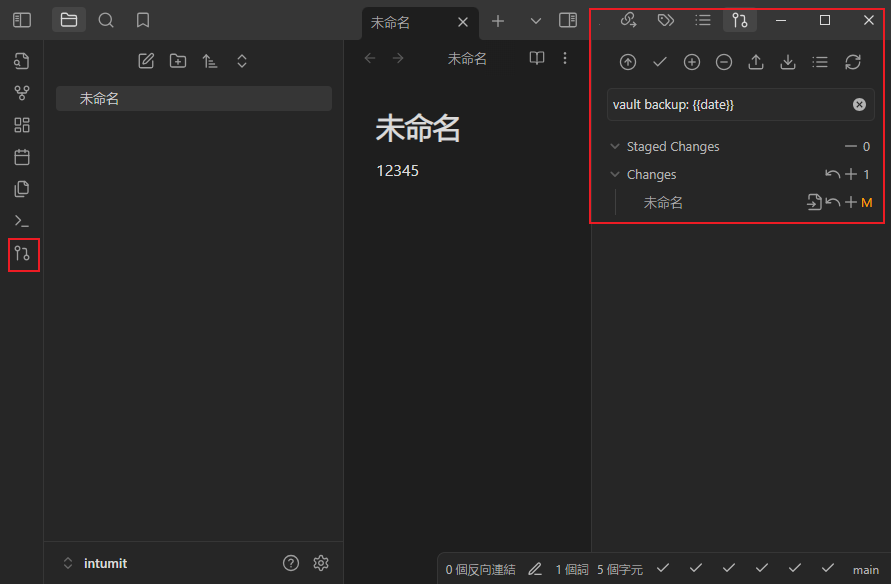 未命名
未命名
未命名
未命名
12345
vault backup: {{date}}
Staged Changes 0
Changes 1
未命名 M
intumit
0 個反向連結 1 個詞 5 個字元 main